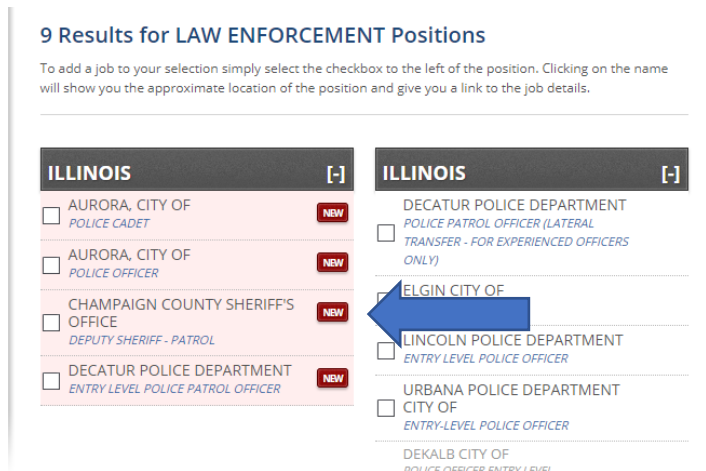 9 Results for LAW ENFORCEMENT Positions
To add a job to your selection simply select the checkbox to the left of the position. Clicking on the name
will show you the approximate location of the position and give you a link to the job details.
ILLINOIS [-]
AURORA, CITY OF NEW
POLICE CADET
AURORA, CITY OF NEW
POLICE OFFICER
CHAMPAIGN COUNTY SHERIFF'S
OFFICE NEW
DEPUTY SHERIFF - PATROL
DECATUR POLICE DEPARTMENT NEW
ENTRY LEVEL POLICE PATROL OFFICER
ILLINOIS [-]
DECATUR POLICE DEPARTMENT
POLICE PATROL OFFICER (LATERAL
TRANSFER - FOR EXPERIENCED OFFICERS
ONLY)
ELGIN CITY OF
LINCOLN POLICE DEPARTMENT
ENTRY LEVEL POLICE OFFICER
URBANA POLICE DEPARTMENT
CITY OF
ENTRY-LEVEL POLICE OFFICER
DEKALB CITY OF
POLICE OFFICER ENTRY LEVEL